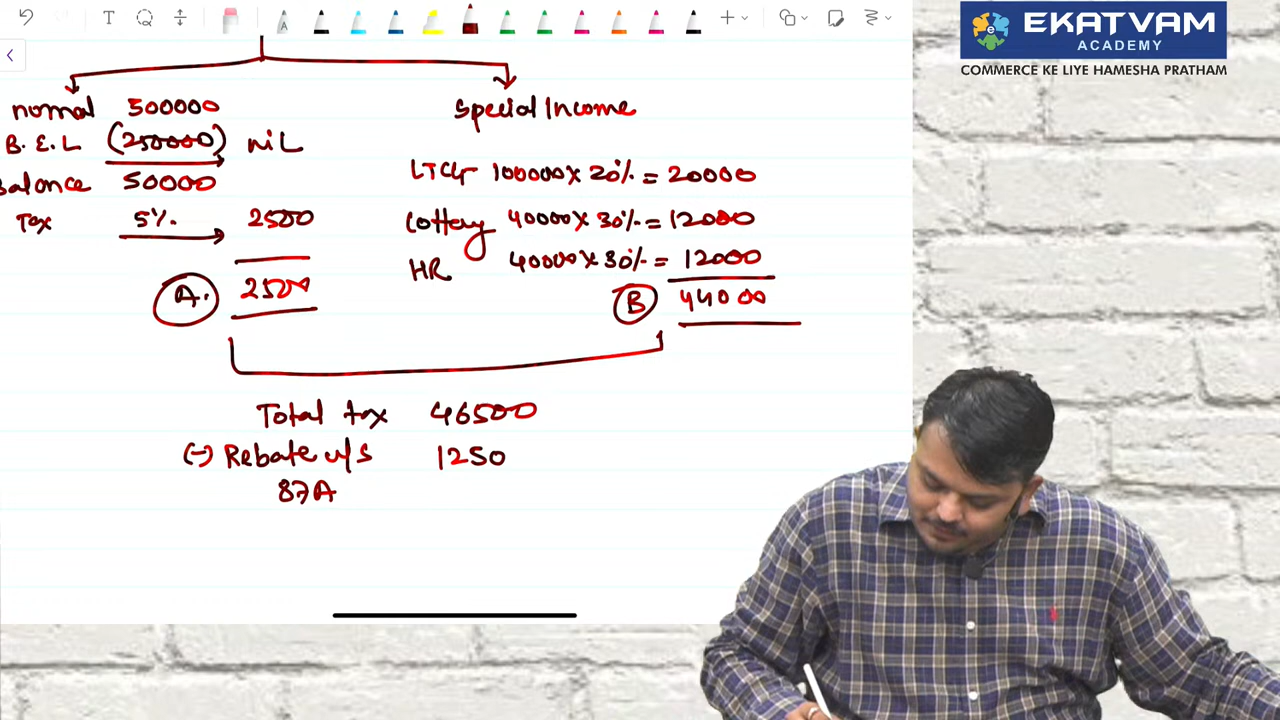 EKATVAM
ACADEMY
COMMERCE KE LIYE HAMESHA PRATHAM
normal 500000
B.E.L (250000) niL
Balance 50000
Tax 5% 2500
A. 2500
Special Income
LTCG 100000 x 20% = 20000
Lottery 40000 x 30% = 12000
HR 40000 x 30% = 12000
B 44000
Total tax 46500
(-) Rebate u/s 1250
87A